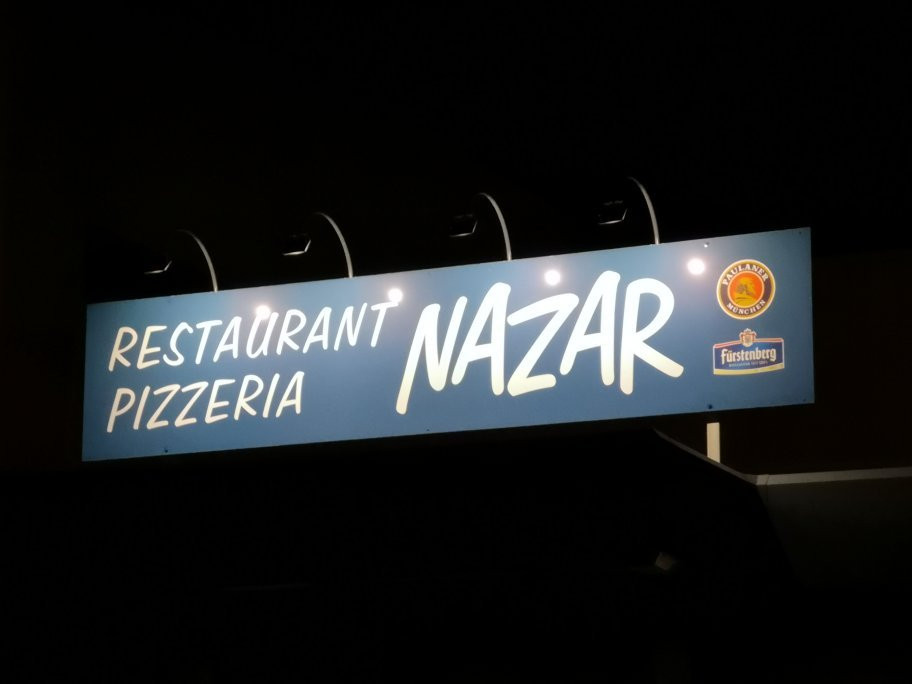 RESTAURANT
PIZZERIA
NAZAR
PAULANER
MÜNCHEN
Fürstenberg